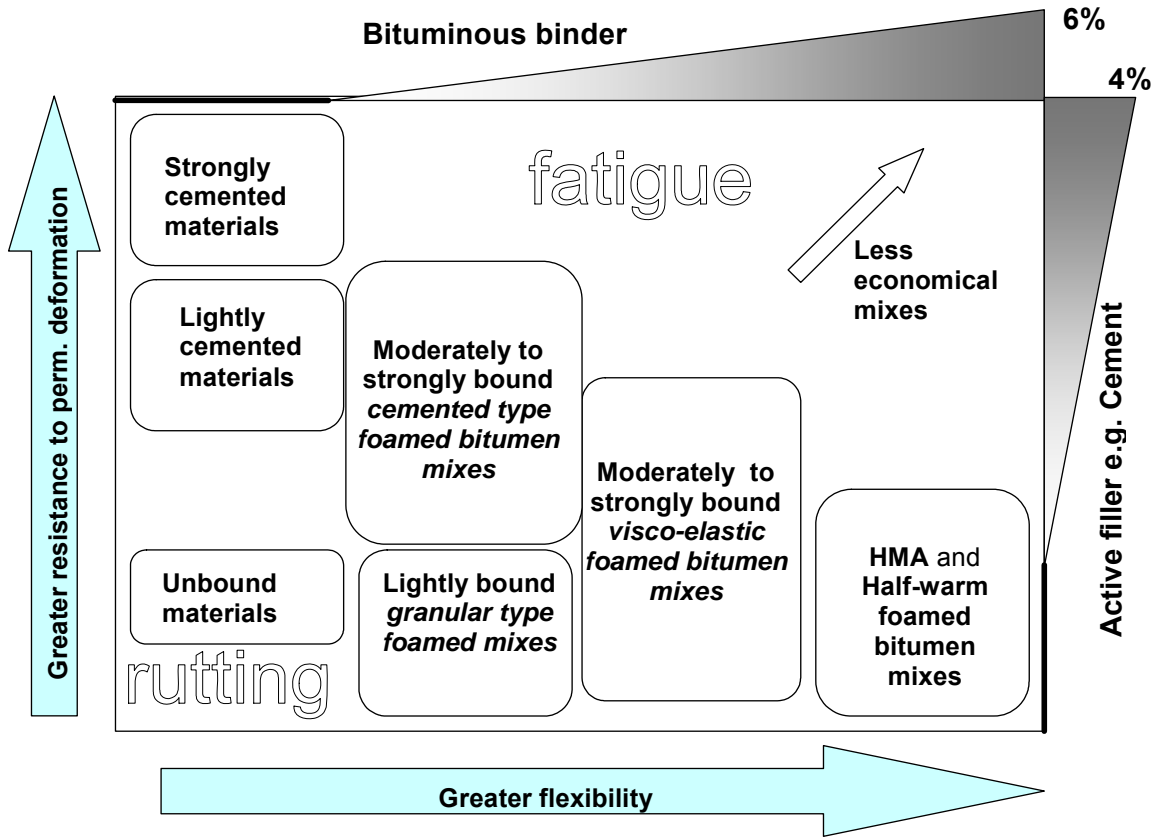 Bituminous binder
6%
4%
Greater resistance to perm. deformation
Strongly
cemented
materials
fatigue
Less
economical
mixes
Lightly
cemented
materials
Moderately to
strongly bound
cemented type
foamed bitumen
mixes
Moderately to
strongly bound
visco-elastic
foamed bitumen
mixes
Active filler e.g. Cement
Unbound
materials
Lightly bound
granular type
foamed mixes
HMA and
Half-warm
foamed
bitumen
mixes
rutting
Greater flexibility